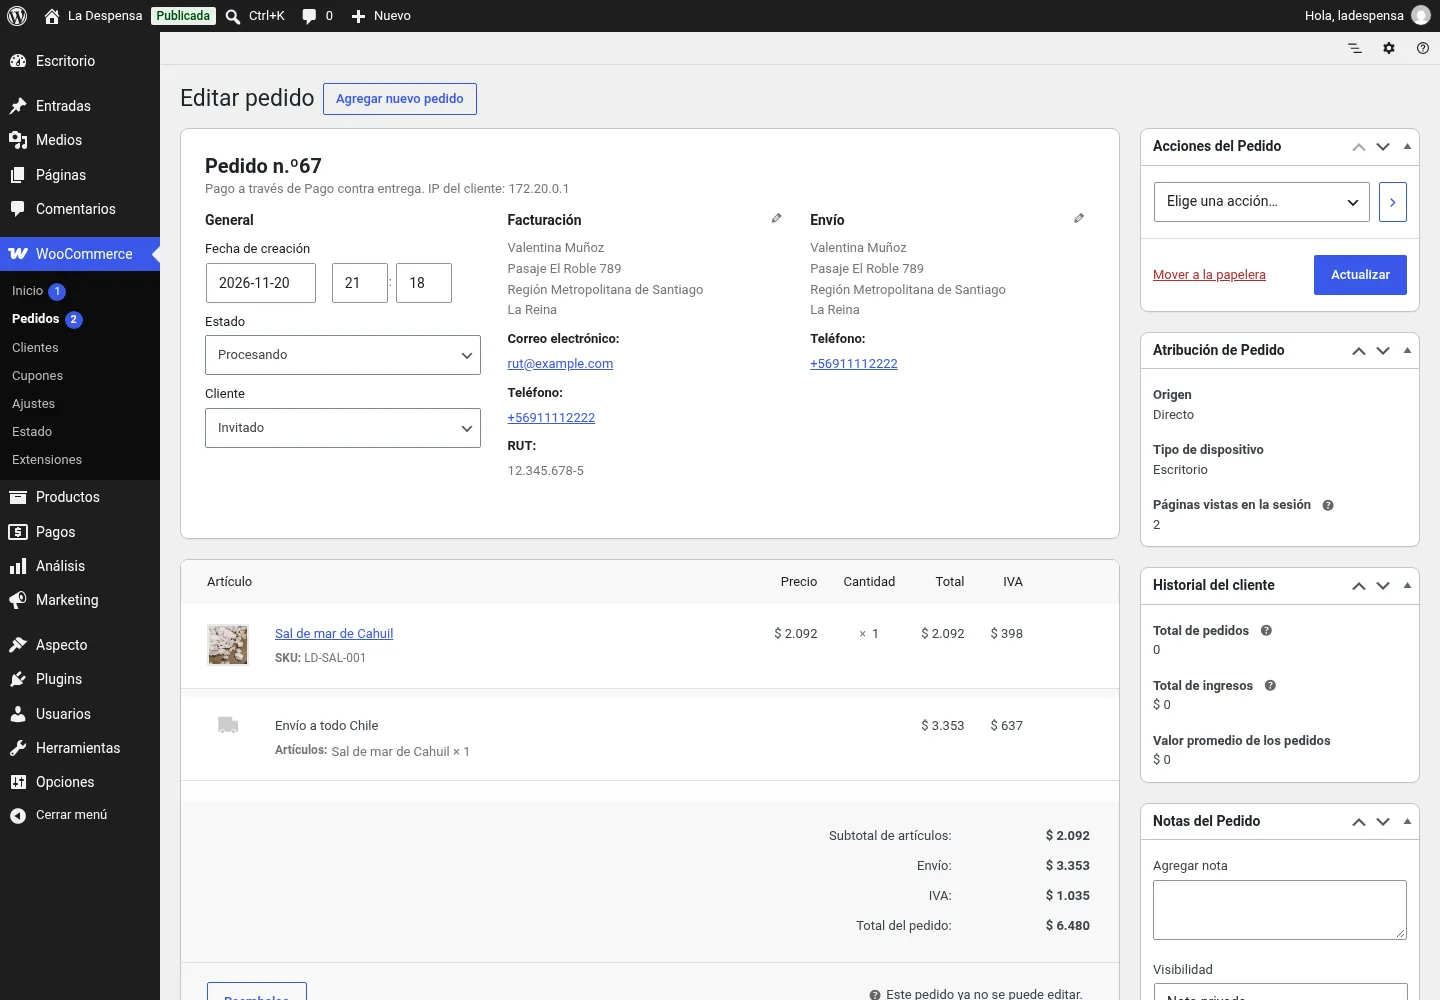 La Despensa Publicada Ctrl+K 0 Nuevo Hola, ladespensa
Escritorio
Entradas
Medios
Páginas
Comentarios
WooCommerce
Inicio 1
Pedidos 2
Clientes
Cupones
Ajustes
Estado
Extensiones
Productos
Pagos
Análisis
Marketing
Aspecto
Plugins
Usuarios
Herramientas
Opciones
Cerrar menú
Editar pedido Agregar nuevo pedido
Pedido n.º67
Pago a través de Pago contra entrega. IP del cliente: 172.20.0.1
General
Fecha de creación
2026-11-20 21 : 18
Estado
Procesando
Cliente
Invitado
Facturación
Valentina Muñoz
Pasaje El Roble 789
Región Metropolitana de Santiago
La Reina
Correo electrónico:
rut@example.com
Teléfono:
+56911112222
RUT:
12.345.678-5
Envío
Valentina Muñoz
Pasaje El Roble 789
Región Metropolitana de Santiago
La Reina
Teléfono:
+56911112222
Artículo Precio Cantidad Total IVA
Sal de mar de Cahuil $ 2.092 × 1 $ 2.092 $ 398
SKU: LD-SAL-001
Envío a todo Chile $ 3.353 $ 637
Artículos: Sal de mar de Cahuil × 1
Subtotal de artículos: $ 2.092
Envío: $ 3.353
IVA: $ 1.035
Total del pedido: $ 6.480
Reembolso Este pedido ya no se puede editar.
Acciones del Pedido
Elige una acción...
Mover a la papelera Actualizar
Atribución de Pedido
Origen
Directo
Tipo de dispositivo
Escritorio
Páginas vistas en la sesión
2
Historial del cliente
Total de pedidos
0
Total de ingresos
$ 0
Valor promedio de los pedidos
$ 0
Notas del Pedido
Agregar nota
Visibilidad
Nota privada